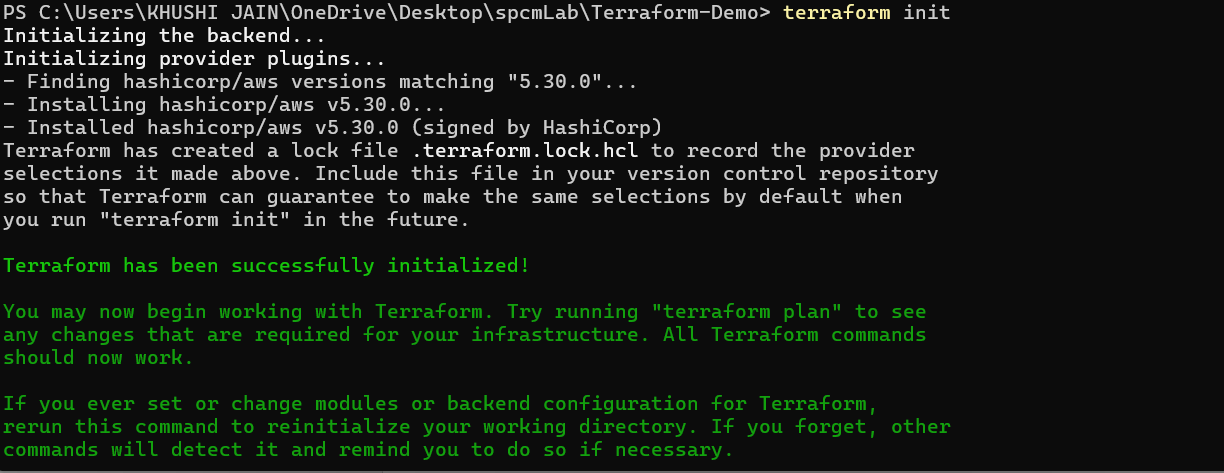 PS C:\Users\KHUSHI JAIN\OneDrive\Desktop\spcmLab\Terraform-Demo> terraform init
Initializing the backend...
Initializing provider plugins...
- Finding hashicorp/aws versions matching "5.30.0"...
- Installing hashicorp/aws v5.30.0...
- Installed hashicorp/aws v5.30.0 (signed by HashiCorp)
Terraform has created a lock file .terraform.lock.hcl to record the provider
selections it made above. Include this file in your version control repository
so that Terraform can guarantee to make the same selections by default when
you run "terraform init" in the future.
Terraform has been successfully initialized!
You may now begin working with Terraform. Try running "terraform plan" to see
any changes that are required for your infrastructure. All Terraform commands
should now work.
If you ever set or change modules or backend configuration for Terraform,
rerun this command to reinitialize your working directory. If you forget, other
commands will detect it and remind you to do so if necessary.